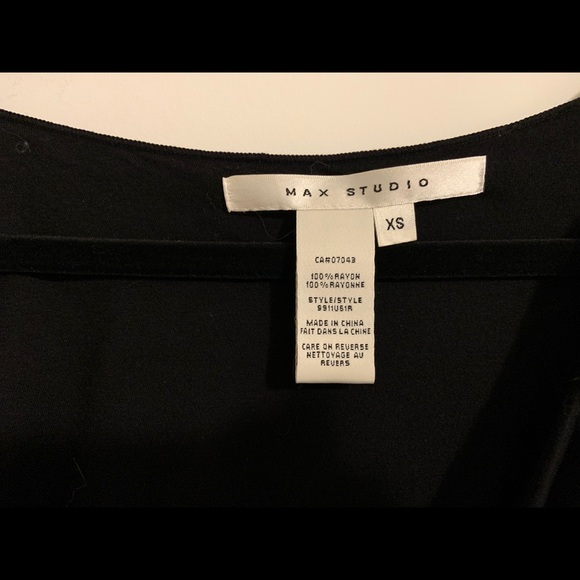 MAX STUDIO
XS
CA#07043
100%RAYON
100%RAYONNE
STYLE/STYLE
9911U61R
MADE IN CHINA
FAIT DANS LA CHINE
CARE ON REVERSE
NETTOYAGE AU
REVERS